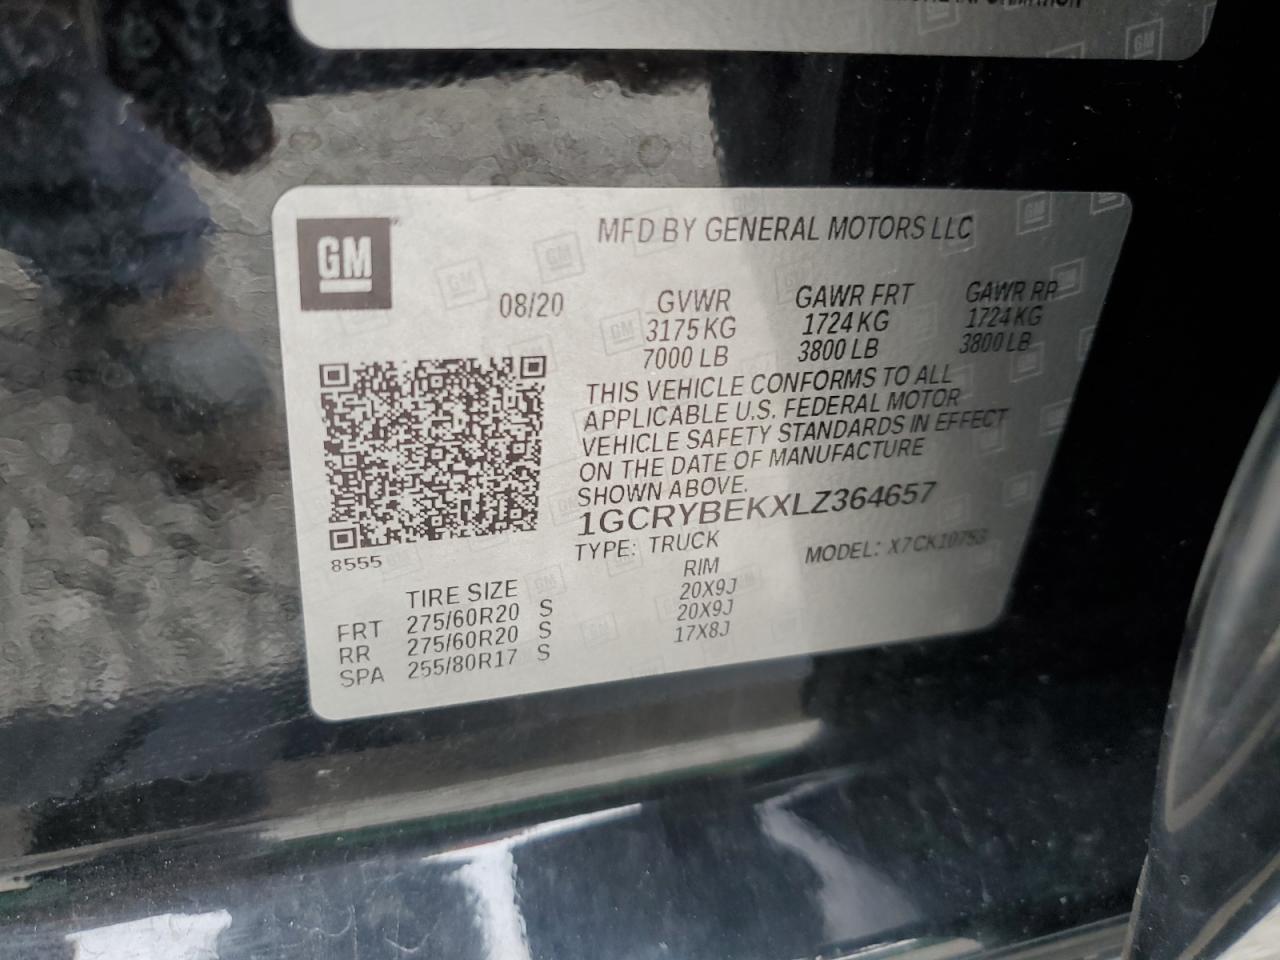 INFORMATION
GM
MFD BY GENERAL MOTORS LLC
08/20 GVWR GAWR FRT GAWR RR
3175 KG 1724 KG 1724 KG
7000 LB 3800 LB 3800 LB
THIS VEHICLE CONFORMS TO ALL
APPLICABLE U.S. FEDERAL MOTOR
VEHICLE SAFETY STANDARDS IN EFFECT
ON THE DATE OF MANUFACTURE
SHOWN ABOVE.
1GCRYBEKXLZ364657
8555 TYPE: TRUCK MODEL: X7CK10753
TIRE SIZE RIM
FRT 275/60R20 S 20X9J
RR 275/60R20 S 20X9J
SPA 255/80R17 S 17X8J